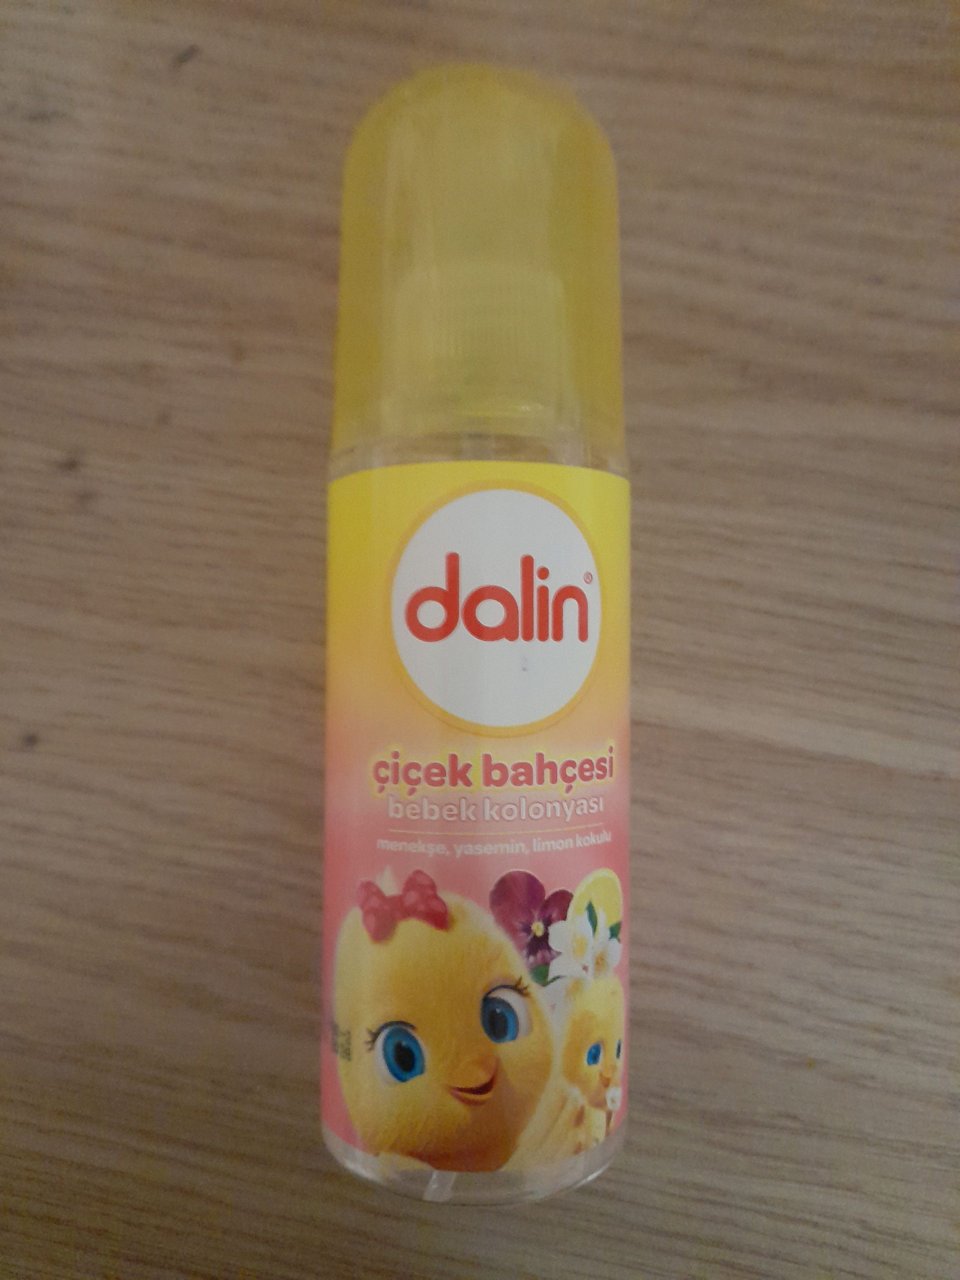 dalin®
çiçek bahçesi
bebek kolonyası
menekşe, yasemin, limon kokulu